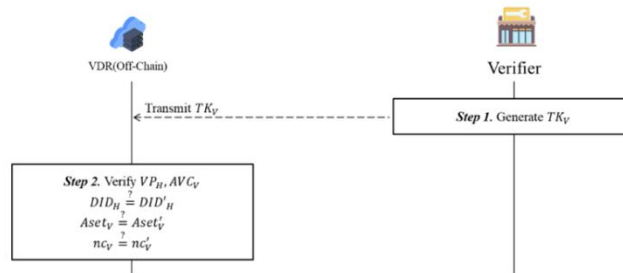 VDR(Off-Chain)
Verifier
Transmit TK_V
Step 1. Generate TK_V
Step 2. Verify VP_H, AVC_V
DID_H ≟ DID'_H
Aset_V ≟ Aset'_V
nc_V ≟ nc'_V